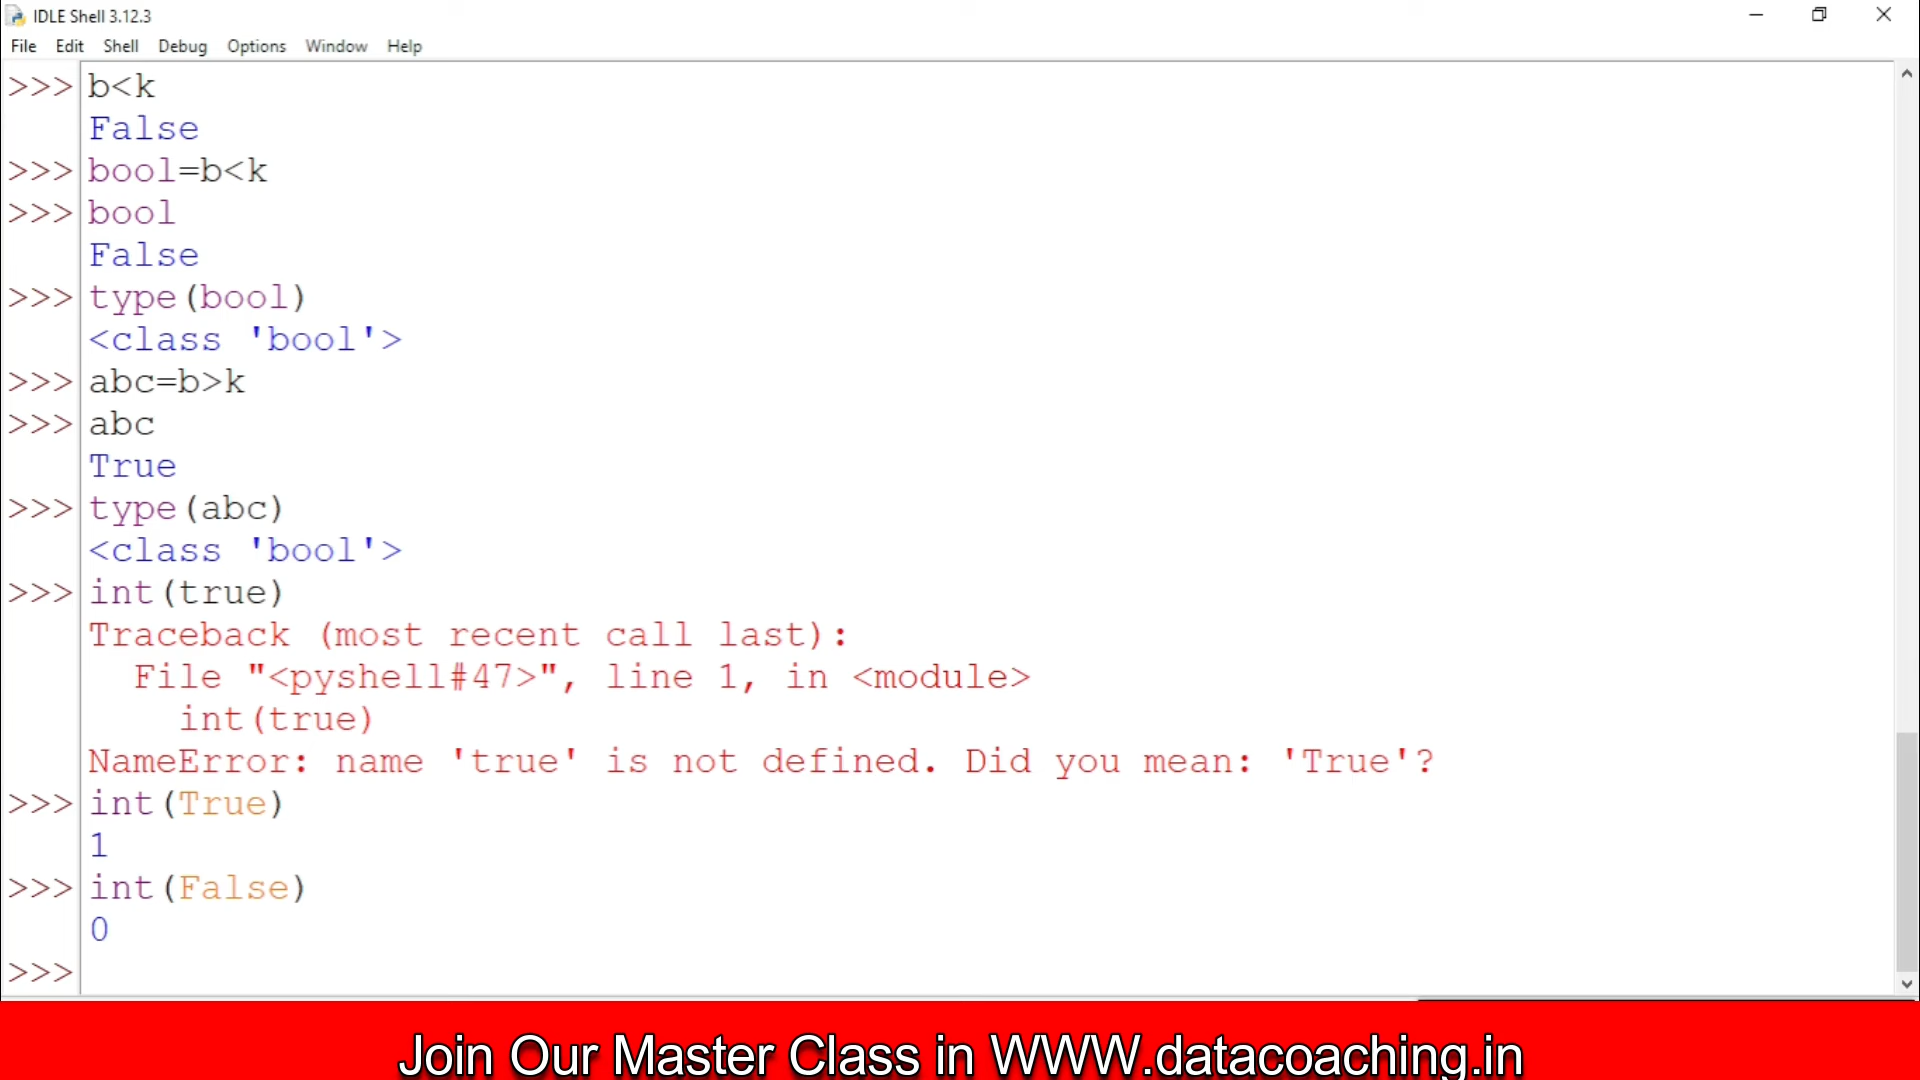 IDLE Shell 3.12.3
File Edit Shell Debug Options Window Help
>>> b<k
False
>>> bool=b<k
>>> bool
False
>>> type(bool)
<class 'bool'>
>>> abc=b>k
>>> abc
True
>>> type(abc)
<class 'bool'>
>>> int(true)
Traceback (most recent call last):
  File "<pyshell#47>", line 1, in <module>
    int(true)
NameError: name 'true' is not defined. Did you mean: 'True'?
>>> int(True)
1
>>> int(False)
0
>>>
Join Our Master Class in WWW.datacoaching.in